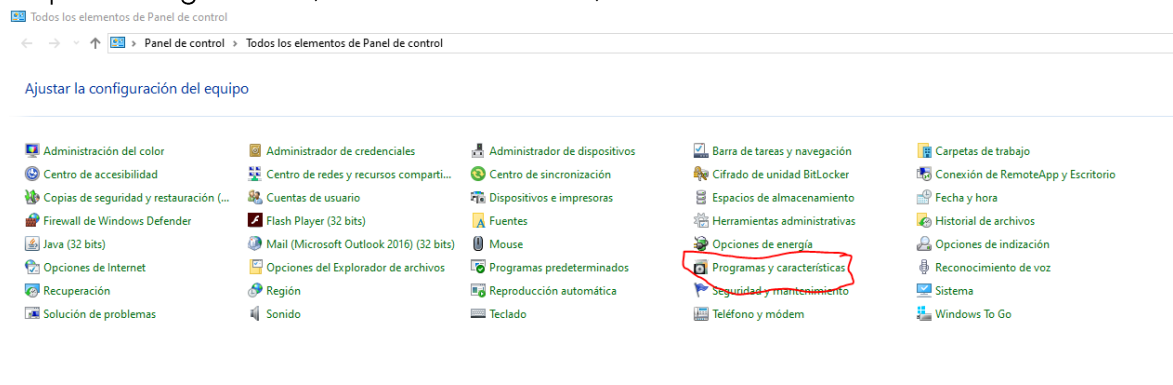 Todos los elementos de Panel de control
Panel de control > Todos los elementos de Panel de control
Ajustar la configuración del equipo
Administración del color Administrador de credenciales Administrador de dispositivos Barra de tareas y navegación Carpetas de trabajo
Centro de accesibilidad Centro de redes y recursos comparti... Centro de sincronización Cifrado de unidad BitLocker Conexión de RemoteApp y Escritorio
Copias de seguridad y restauración (... Cuentas de usuario Dispositivos e impresoras Espacios de almacenamiento Fecha y hora
Firewall de Windows Defender Flash Player (32 bits) Fuentes Herramientas administrativas Historial de archivos
Java (32 bits) Mail (Microsoft Outlook 2016) (32 bits) Mouse Opciones de energía Opciones de indización
Opciones de Internet Opciones del Explorador de archivos Programas predeterminados Programas y características Reconocimiento de voz
Recuperación Región Reproducción automática Seguridad y mantenimiento Sistema
Solución de problemas Sonido Teclado Teléfono y módem Windows To Go